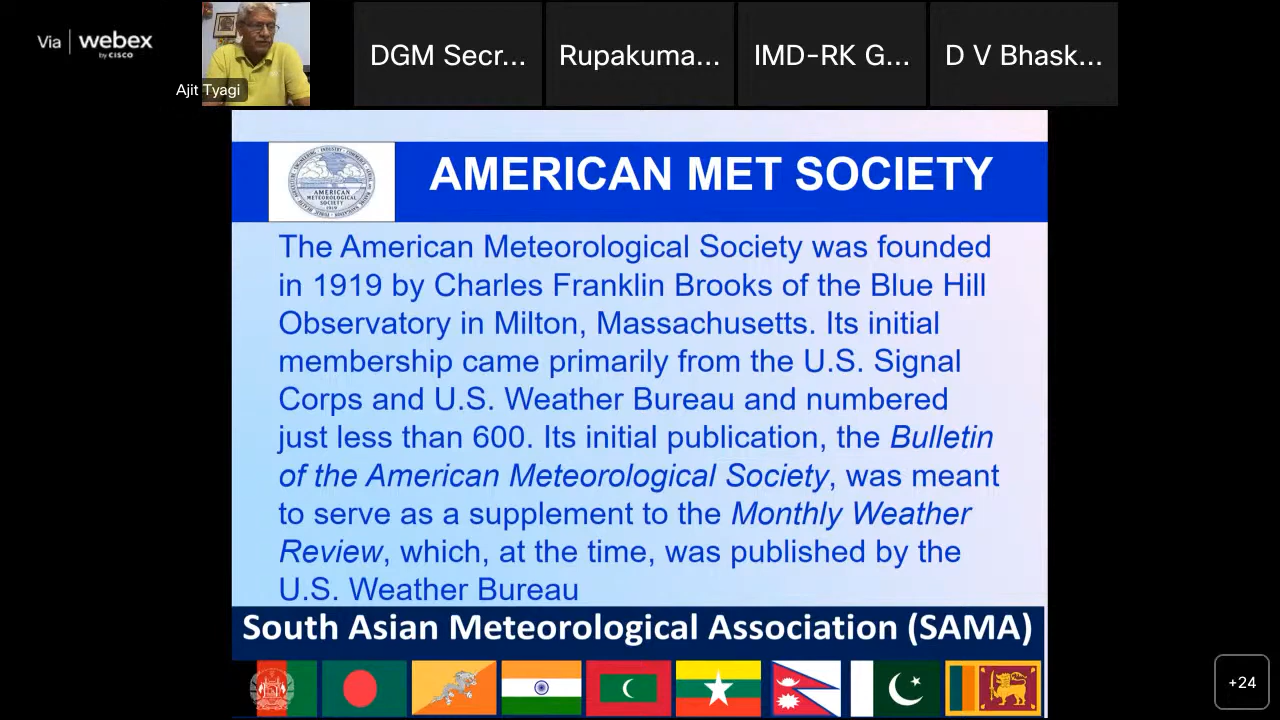 Via | webex
by CISCO
Ajit Tyagi
DGM Secr...
Rupakuma...
IMD-RK G...
D V Bhask...
AMERICAN
METEOROLOGICAL
SOCIETY
1919
AMERICAN MET SOCIETY
The American Meteorological Society was founded
in 1919 by Charles Franklin Brooks of the Blue Hill
Observatory in Milton, Massachusetts. Its initial
membership came primarily from the U.S. Signal
Corps and U.S. Weather Bureau and numbered
just less than 600. Its initial publication, the Bulletin
of the American Meteorological Society, was meant
to serve as a supplement to the Monthly Weather
Review, which, at the time, was published by the
U.S. Weather Bureau
South Asian Meteorological Association (SAMA)
+24